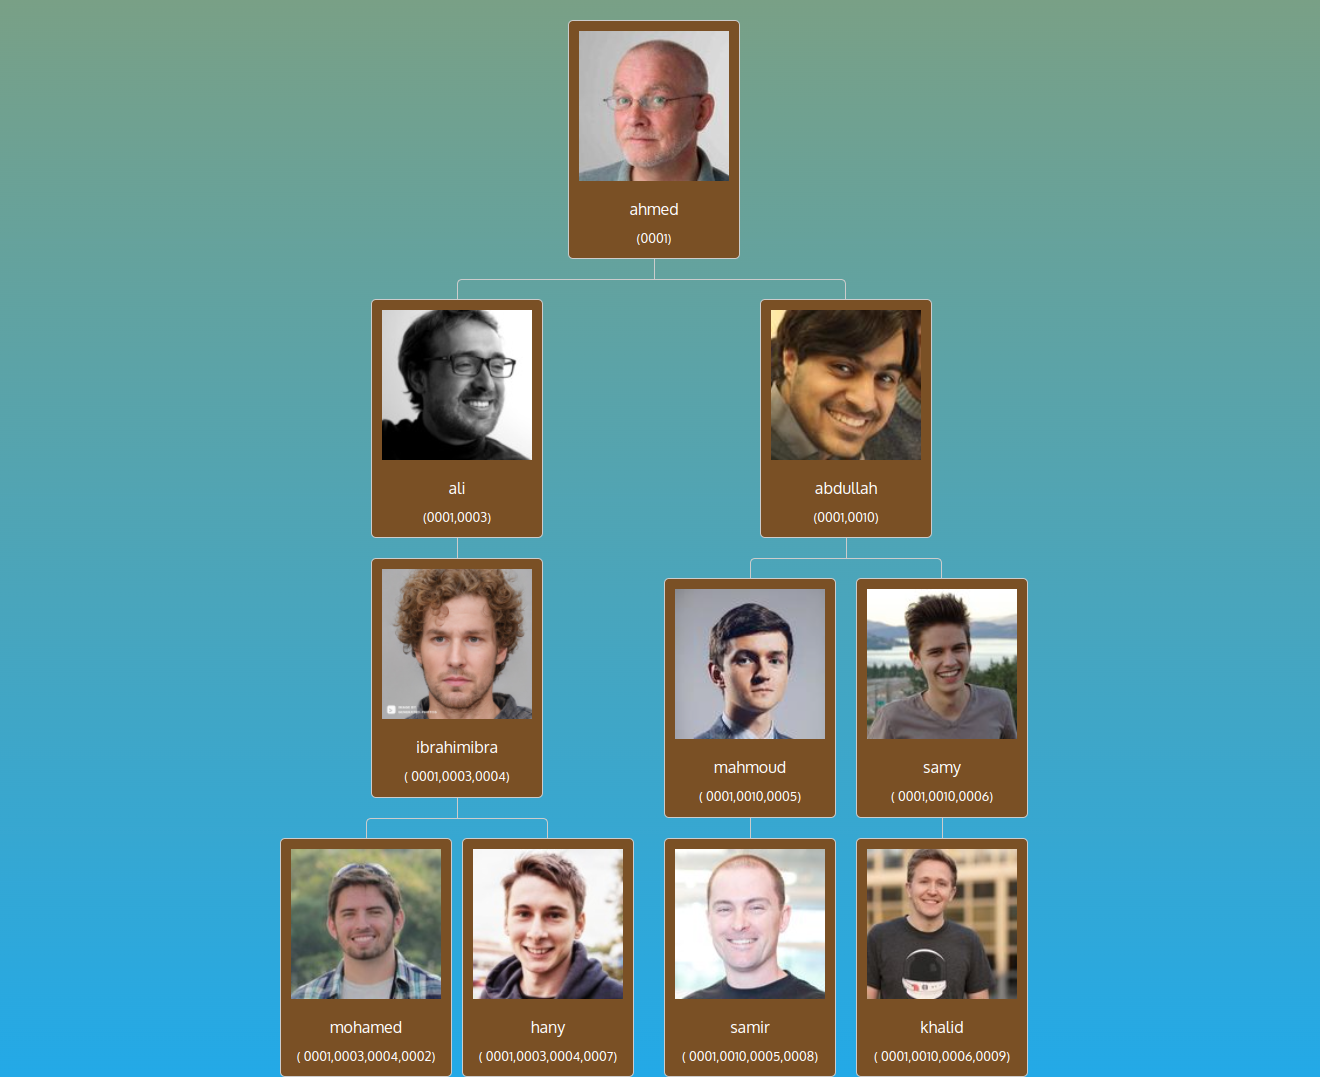 ahmed
(0001)
ali
(0001,0003)
abdullah
(0001,0010)
ibrahimibra
( 0001,0003,0004)
mahmoud
( 0001,0010,0005)
samy
( 0001,0010,0006)
mohamed
( 0001,0003,0004,0002)
hany
( 0001,0003,0004,0007)
samir
( 0001,0010,0005,0008)
khalid
( 0001,0010,0006,0009)